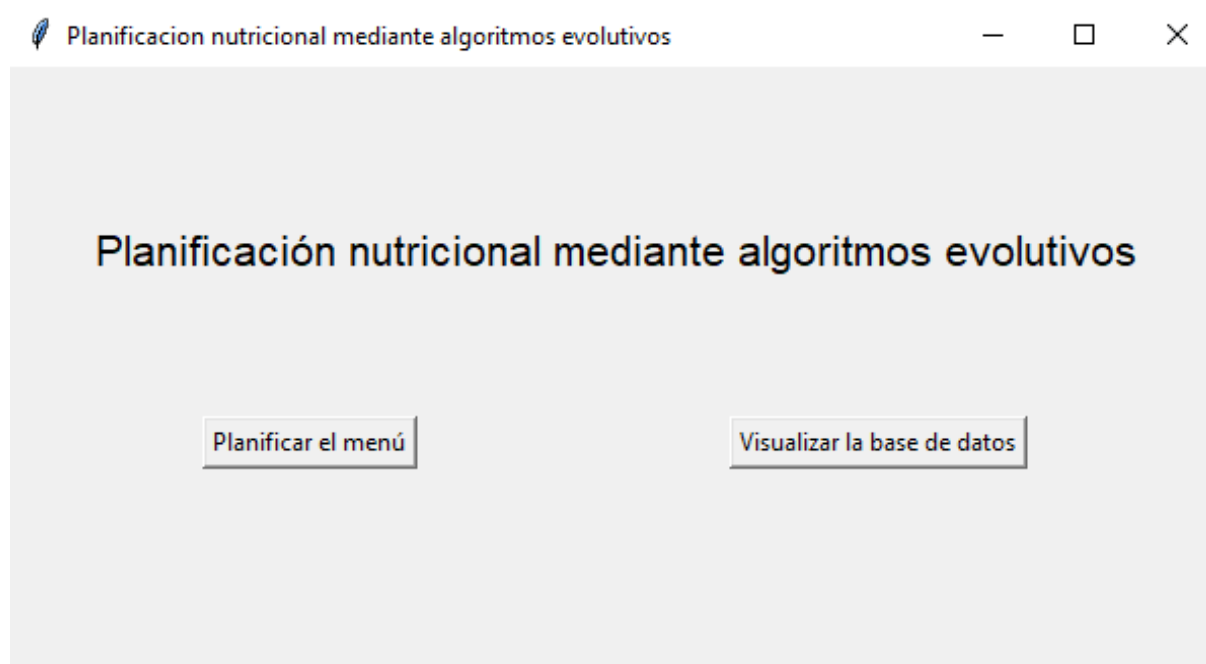 Planificacion nutricional mediante algoritmos evolutivos
Planificación nutricional mediante algoritmos evolutivos
Planificar el menú
Visualizar la base de datos